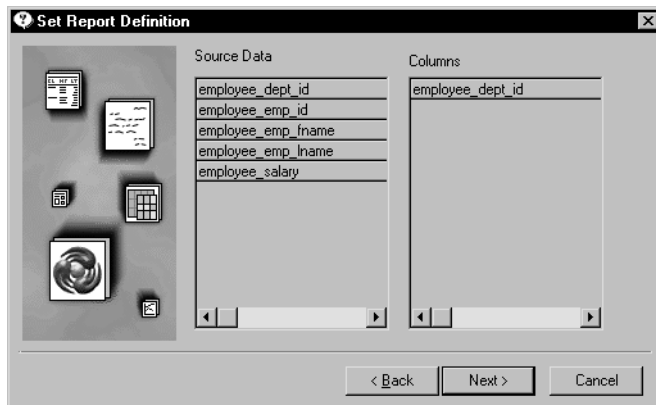 Set Report Definition
Source Data
employee_dept_id
employee_emp_id
employee_emp_fname
employee_emp_lname
employee_salary
Columns
employee_dept_id
< Back
Next >
Cancel